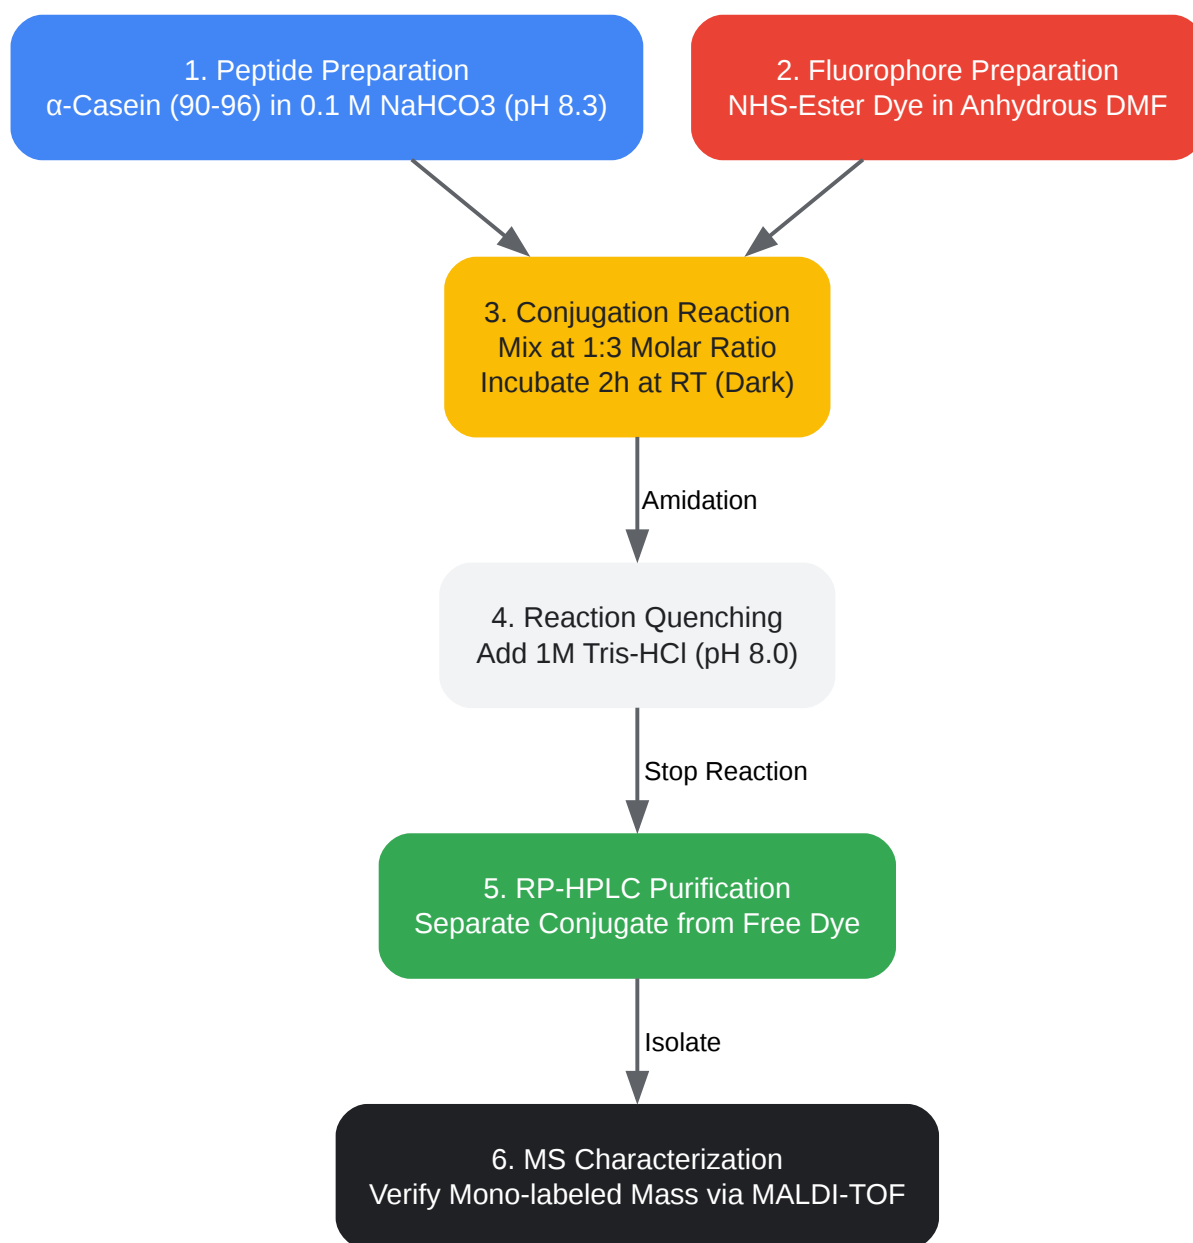 1. Peptide Preparation
α-Casein (90-96) in 0.1 M NaHCO3 (pH 8.3)
2. Fluorophore Preparation
NHS-Ester Dye in Anhydrous DMF
3. Conjugation Reaction
Mix at 1:3 Molar Ratio
Incubate 2h at RT (Dark)
Amidation
4. Reaction Quenching
Add 1M Tris-HCl (pH 8.0)
Stop Reaction
5. RP-HPLC Purification
Separate Conjugate from Free Dye
Isolate
6. MS Characterization
Verify Mono-labeled Mass via MALDI-TOF